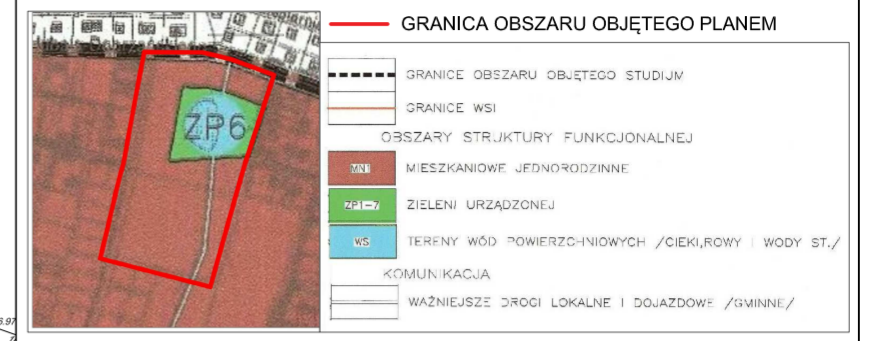 GRANICA OBSZARU OBJĘTEGO PLANEM
GRANICE OBSZARU OBJĘTEGO STUDIJM
GRANICE WSI
OBSZARY STRUKTURY FUNKCJONALNEJ
MN1 MIESZKANIOWE JEDNORODZINNE
ZP1-7 ZIELENI URZĄDZONEJ
WS TERENY WÓD POWIERZCHNIOWYCH /CIEKI,ROWY I WODY ST./
KOMUNIKACJA
WAŻNIEJSZE DROGI LOKALNE I DOJAZDOWE /GMINNE/
ZP6